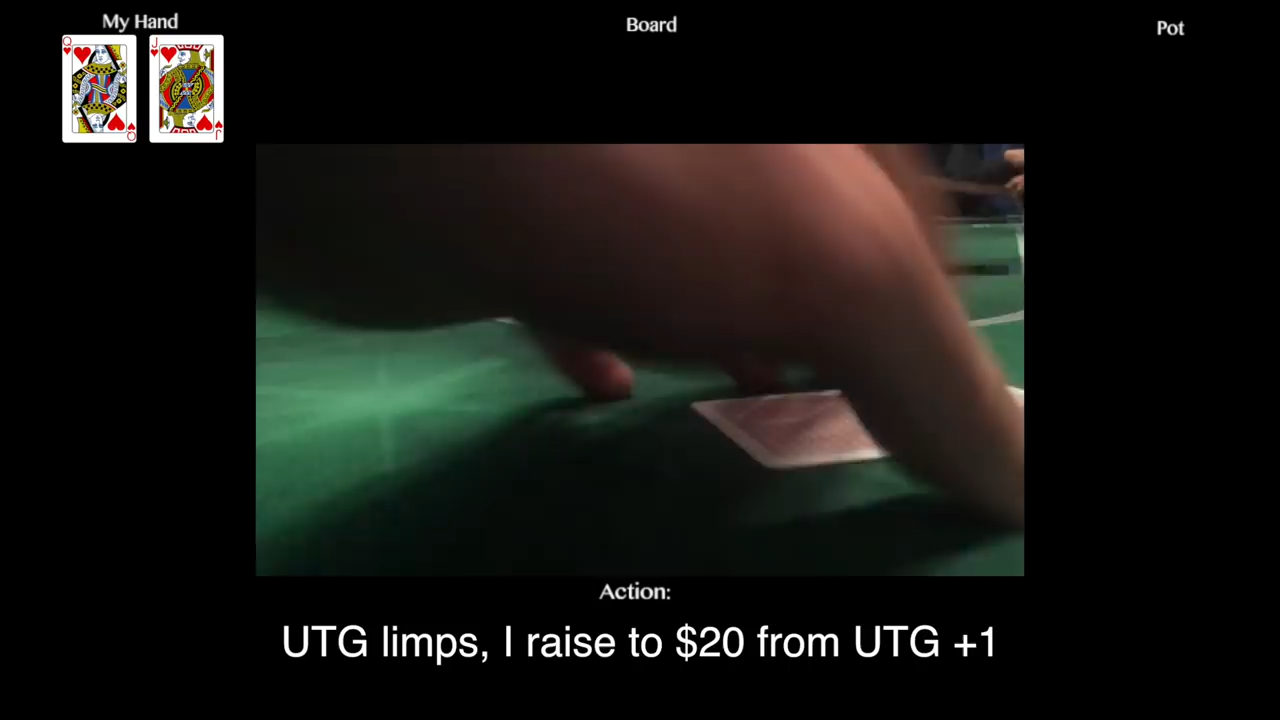 My Hand
Board
Pot
Q
J
Q
J
Action:
UTG limps, I raise to $20 from UTG +1